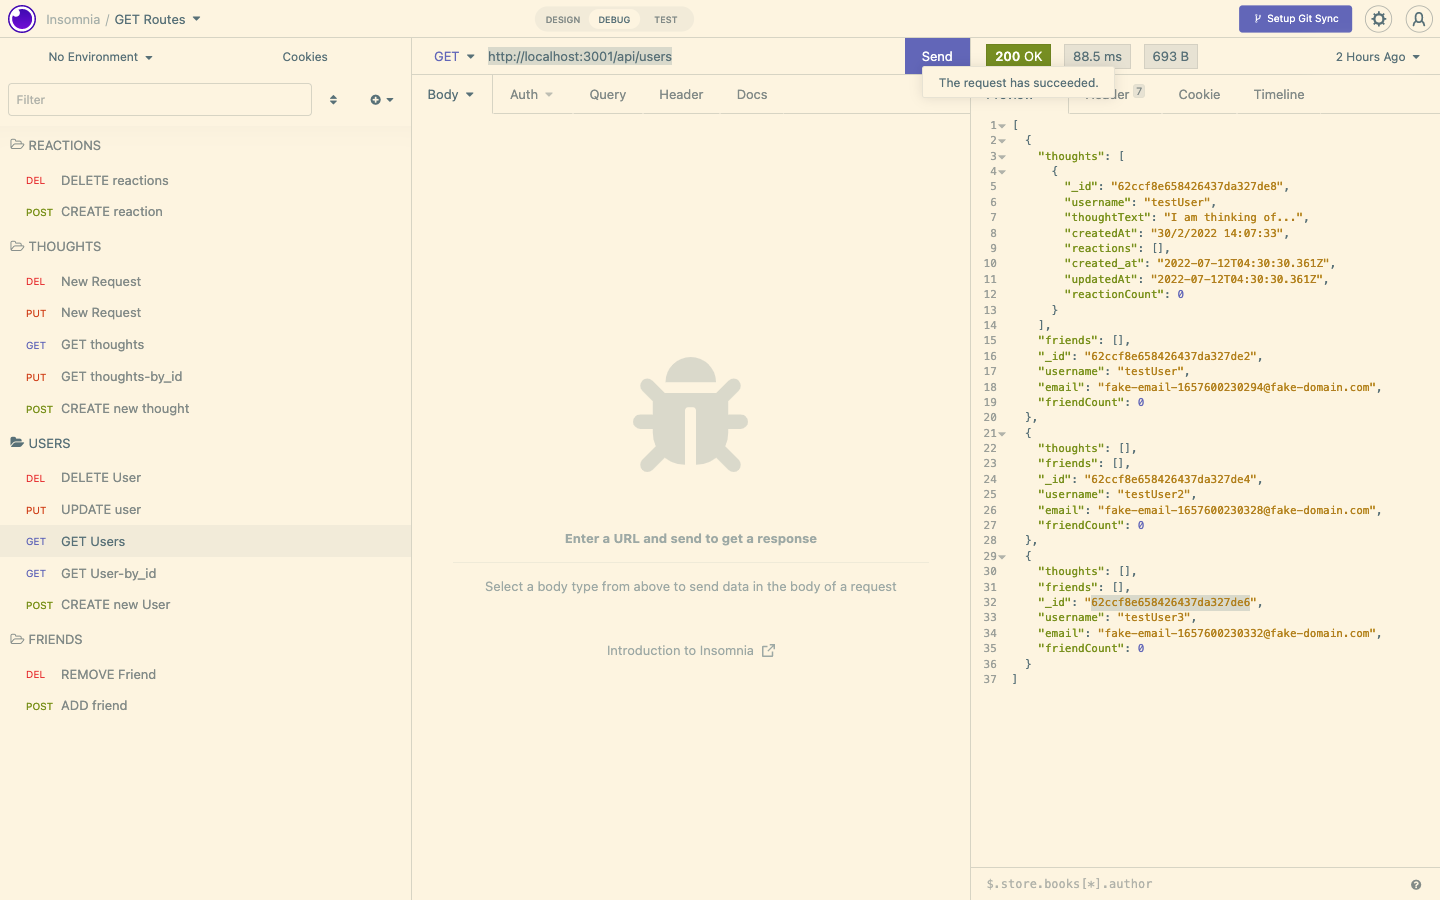 Insomnia / GET Routes
DESIGN DEBUG TEST
Setup Git Sync
No Environment Cookies
GET http://localhost:3001/api/users Send
200 OK 88.5 ms 693 B 2 Hours Ago
The request has succeeded.
Filter
Body Auth Query Header Docs
7 Cookie Timeline
REACTIONS
DEL DELETE reactions
POST CREATE reaction
THOUGHTS
DEL New Request
PUT New Request
GET GET thoughts
PUT GET thoughts-by_id
POST CREATE new thought
USERS
DEL DELETE User
PUT UPDATE user
GET GET Users
GET GET User-by_id
POST CREATE new User
FRIENDS
DEL REMOVE Friend
POST ADD friend
Enter a URL and send to get a response
Select a body type from above to send data in the body of a request
Introduction to Insomnia
1 [
2 {
3 "thoughts": [
4 {
5 "_id": "62ccf8e658426437da327de8",
6 "username": "testUser",
7 "thoughtText": "I am thinking of...",
8 "createdAt": "30/2/2022 14:07:33",
9 "reactions": [],
10 "created_at": "2022-07-12T04:30:30.361Z",
11 "updatedAt": "2022-07-12T04:30:30.361Z",
12 "reactionCount": 0
13 }
14 ],
15 "friends": [],
16 "_id": "62ccf8e658426437da327de2",
17 "username": "testUser",
18 "email": "fake-email-1657600230294@fake-domain.com",
19 "friendCount": 0
20 },
21 {
22 "thoughts": [],
23 "friends": [],
24 "_id": "62ccf8e658426437da327de4",
25 "username": "testUser2",
26 "email": "fake-email-1657600230328@fake-domain.com",
27 "friendCount": 0
28 },
29 {
30 "thoughts": [],
31 "friends": [],
32 "_id": "62ccf8e658426437da327de6",
33 "username": "testUser3",
34 "email": "fake-email-1657600230332@fake-domain.com",
35 "friendCount": 0
36 }
37 ]
$.store.books[*].author